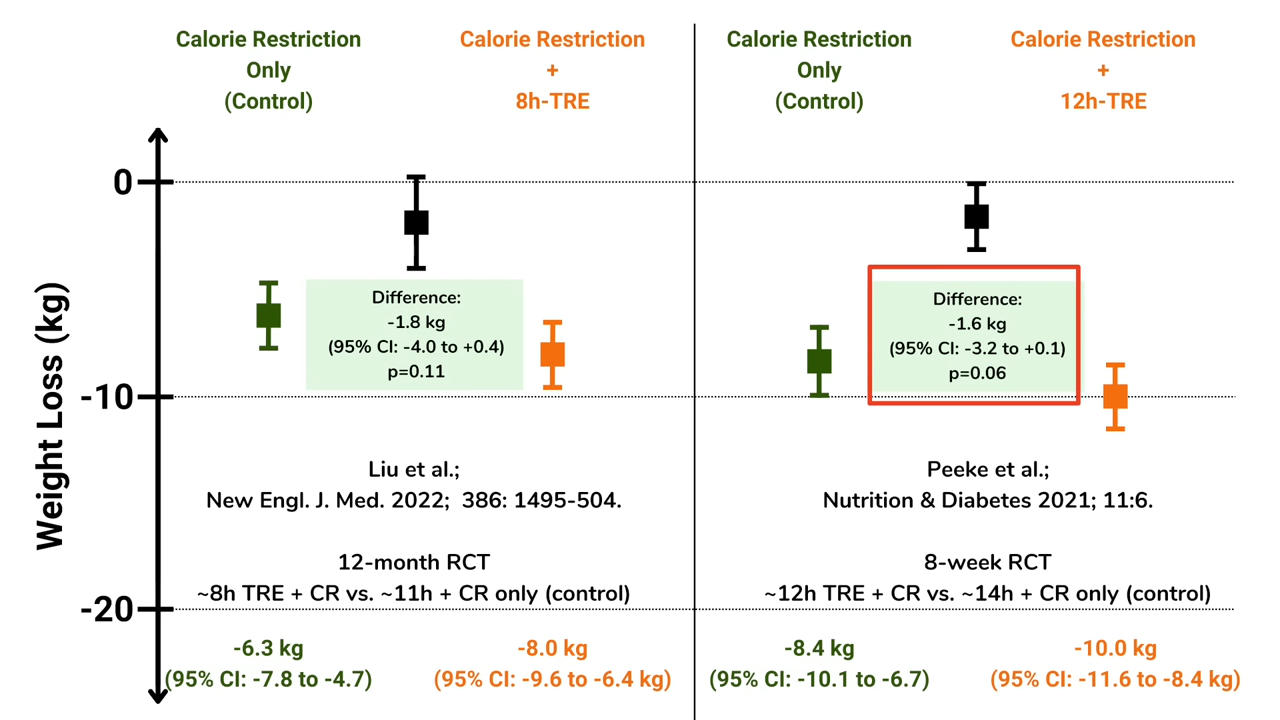 Calorie Restriction
Only
(Control)
Calorie Restriction
+
8h-TRE
Calorie Restriction
Only
(Control)
Calorie Restriction
+
12h-TRE
Weight Loss (kg)
0
-10
-20
Difference:
-1.8 kg
(95% CI: -4.0 to +0.4)
p=0.11
Difference:
-1.6 kg
(95% CI: -3.2 to +0.1)
p=0.06
Liu et al.;
New Engl. J. Med. 2022; 386: 1495-504.
12-month RCT
~8h TRE + CR vs. ~11h + CR only (control)
Peeke et al.;
Nutrition & Diabetes 2021; 11:6.
8-week RCT
~12h TRE + CR vs. ~14h + CR only (control)
-6.3 kg
(95% CI: -7.8 to -4.7)
-8.0 kg
(95% CI: -9.6 to -6.4 kg)
-8.4 kg
(95% CI: -10.1 to -6.7)
-10.0 kg
(95% CI: -11.6 to -8.4 kg)